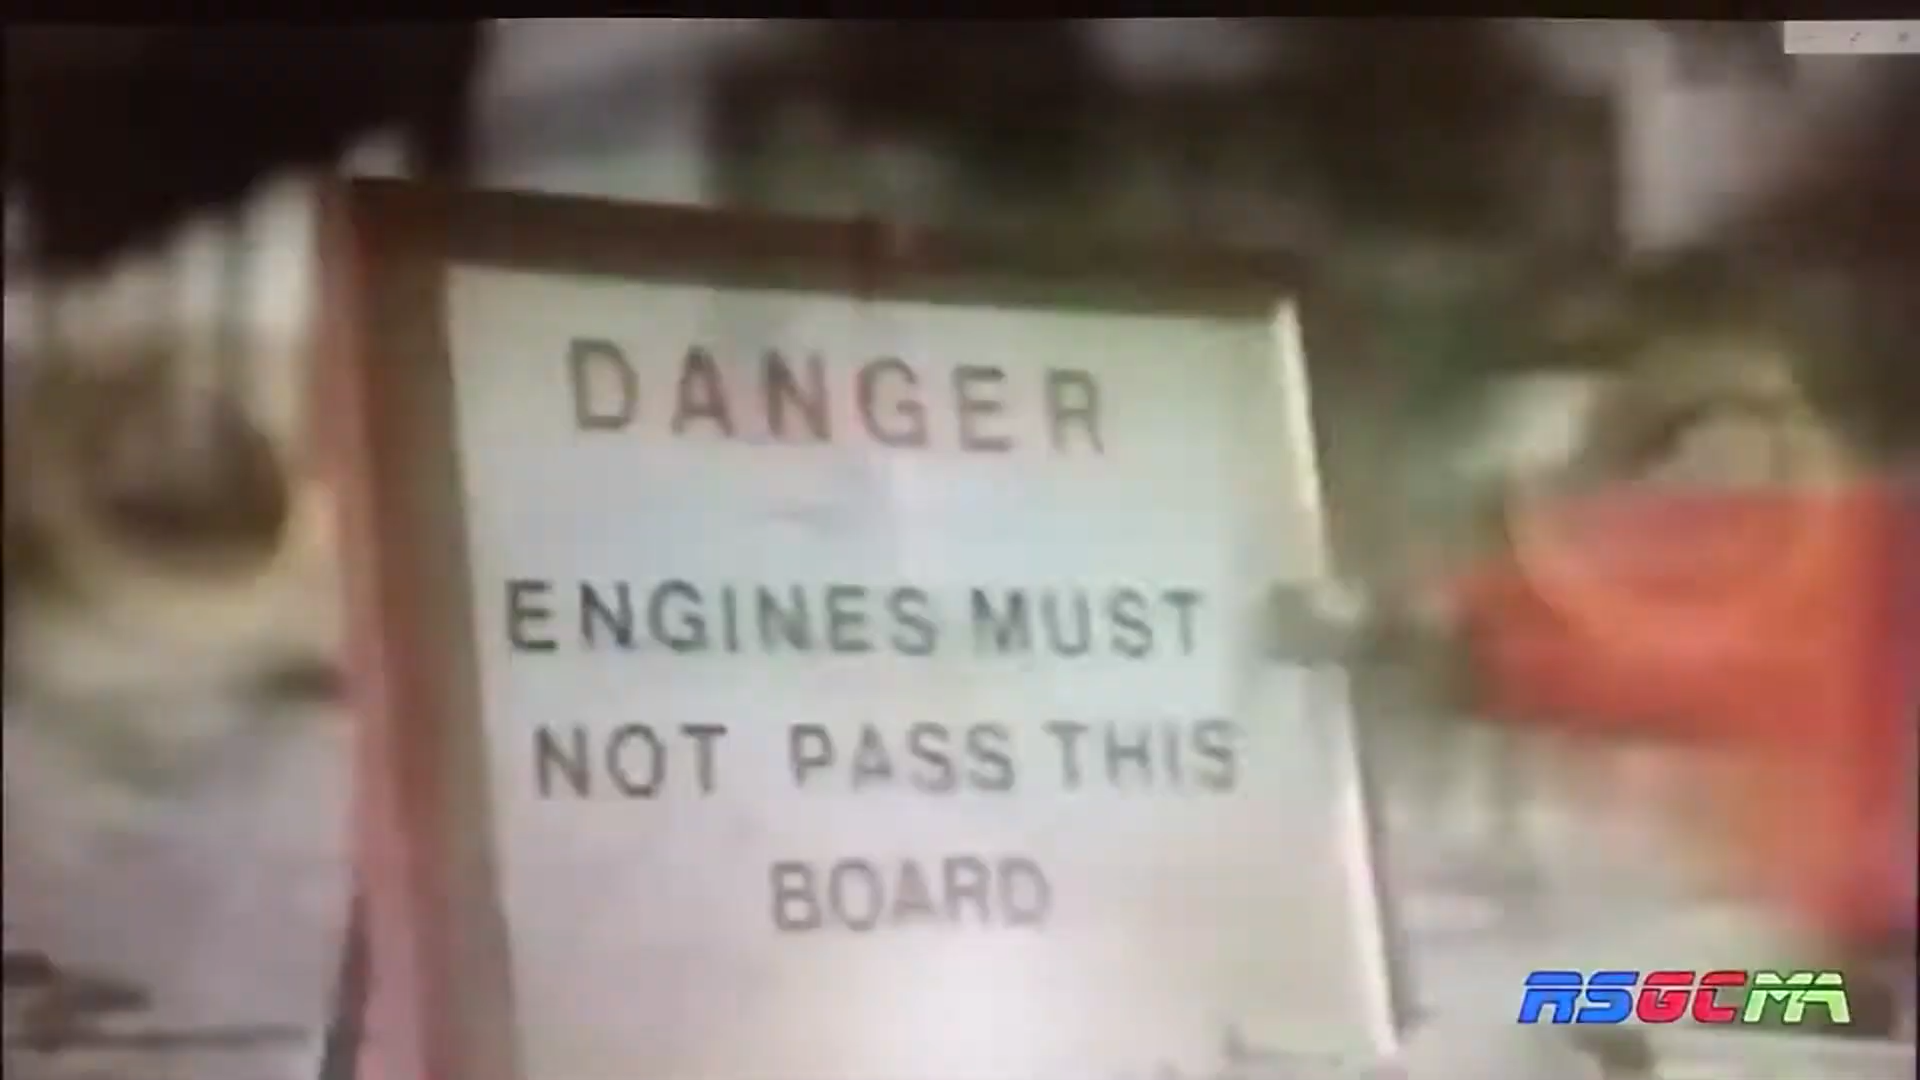 DANGER
ENGINES MUST
NOT PASS THIS
BOARD
RSGCMA